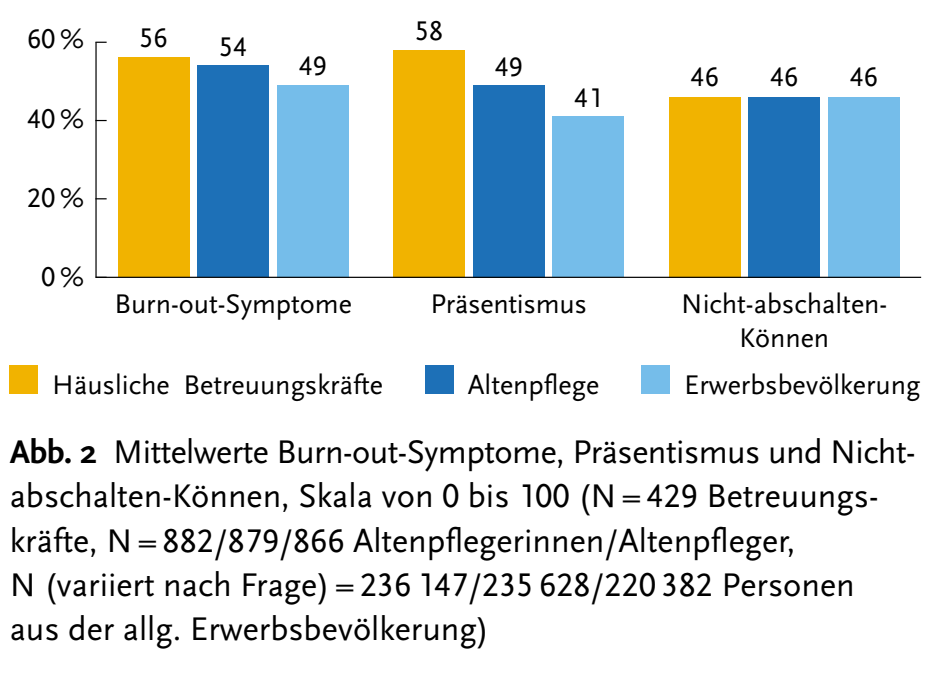 60 %
40 %
20 %
0 %
56 54 49
58 49 41
46 46 46
Burn-out-Symptome
Präsentismus
Nicht-abschalten-
Können
Häusliche Betreuungskräfte Altenpflege Erwerbsbevölkerung
Abb. 2 Mittelwerte Burn-out-Symptome, Präsentismus und Nicht-
abschalten-Können, Skala von 0 bis 100 (N = 429 Betreuungs-
kräfte, N = 882/879/866 Altenpflegerinnen/Altenpfleger,
N (variiert nach Frage) = 236 147/235 628/220 382 Personen
aus der allg. Erwerbsbevölkerung)